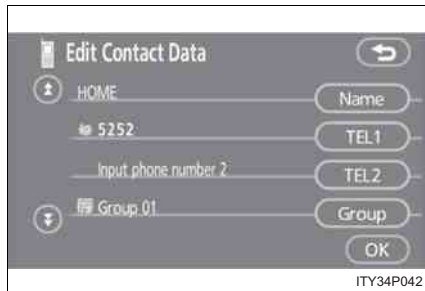 Edit Contact Data
HOME
Name
5252
TEL1
Input phone number 2
TEL2
Group 01
Group
OK
ITY34P042